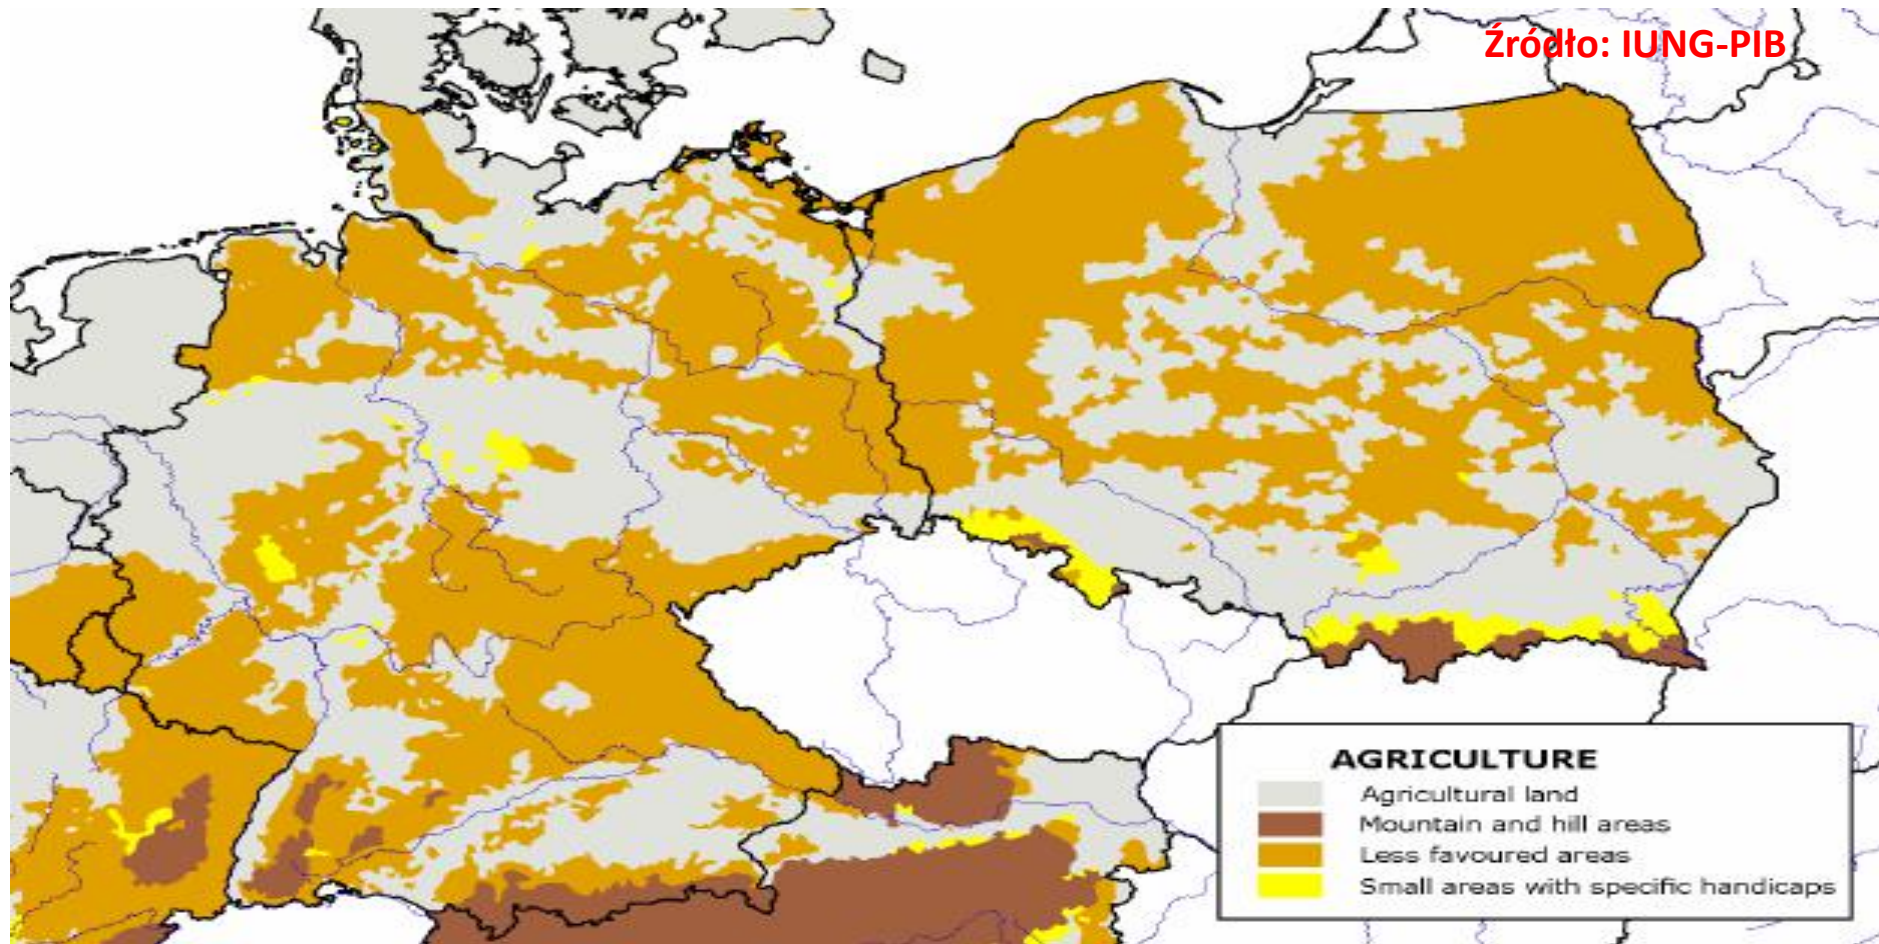 Źródło: IUNG-PIB
AGRICULTURE
Agricultural land
Mountain and hill areas
Less favoured areas
Small areas with specific handicaps